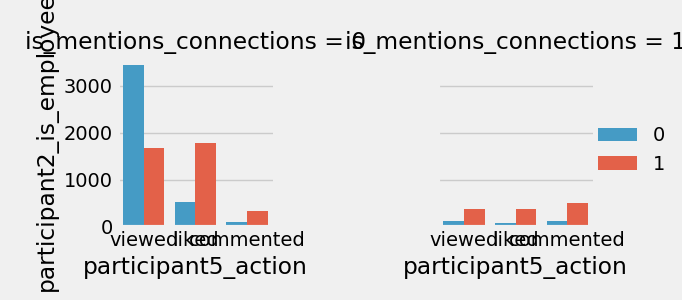 is_mentions_connections = 0
is_mentions_connections = 1
participant2_is_employee
3000
2000
1000
0
viewed
liked
commented
viewed
liked
commented
participant5_action
participant5_action
0
1